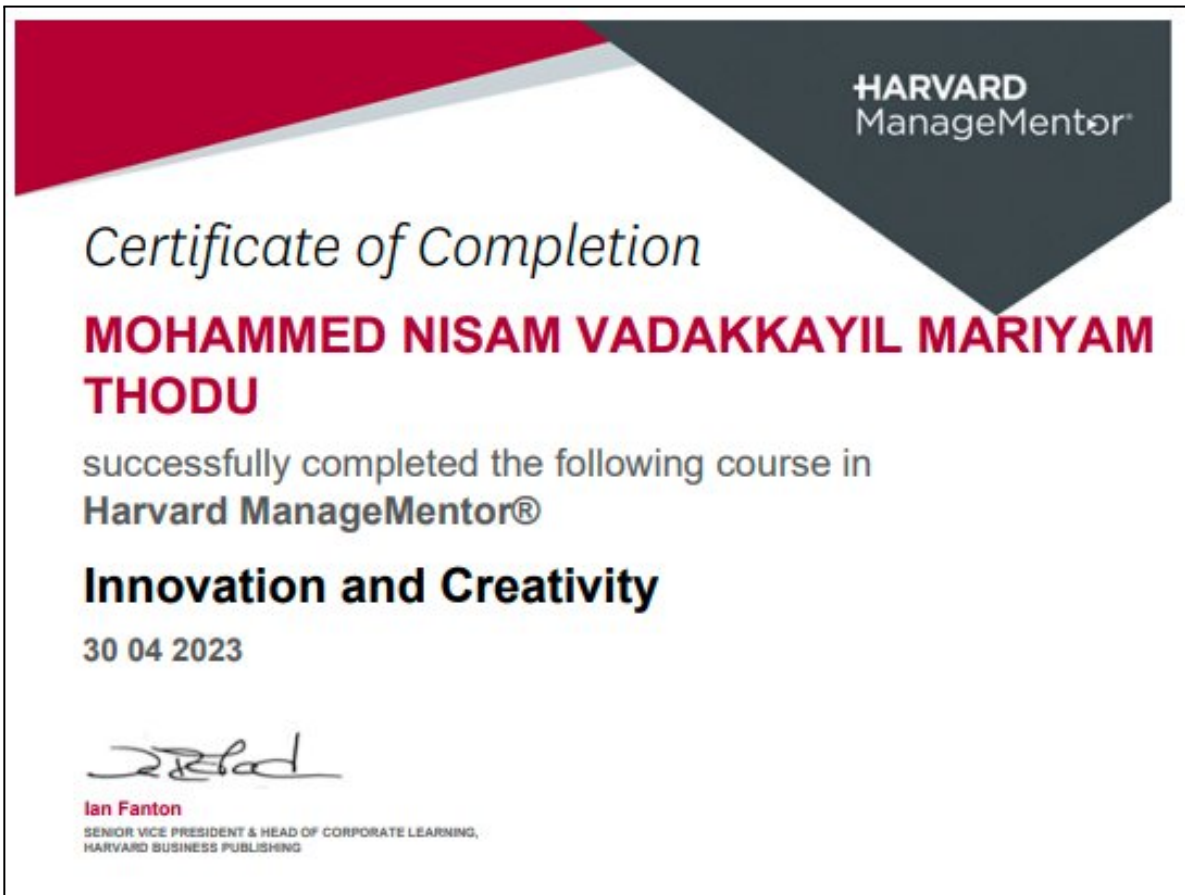 HARVARD
ManageMentor®
Certificate of Completion
MOHAMMED NISAM VADAKKAYIL MARIYAM
THODU
successfully completed the following course in
Harvard ManageMentor®
Innovation and Creativity
30 04 2023
Ian Fanton
SENIOR VICE PRESIDENT & HEAD OF CORPORATE LEARNING,
HARVARD BUSINESS PUBLISHING